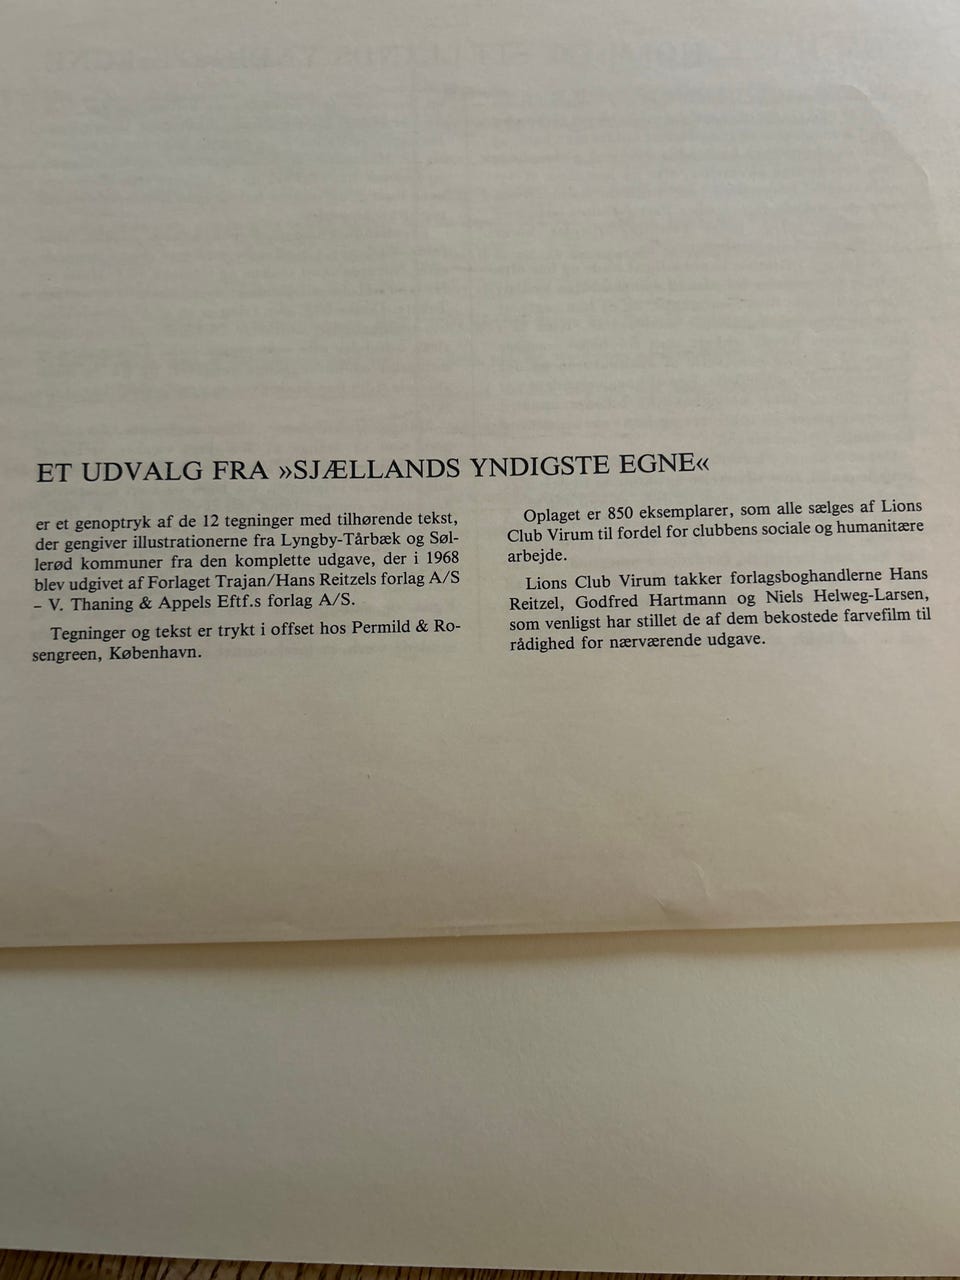 ET UDVALG FRA »SJÆLLANDS YNDIGSTE EGNE«
er et genoptryk af de 12 tegninger med tilhørende tekst,
der gengiver illustrationerne fra Lyngby-Tårbæk og Søl-
lerød kommuner fra den komplette udgave, der i 1968
blev udgivet af Forlaget Trajan/Hans Reitzels forlag A/S
– V. Thaning & Appels Eftf.s forlag A/S.
Tegninger og tekst er trykt i offset hos Permild & Ro-
sengreen, København.
Oplaget er 850 eksemplarer, som alle sælges af Lions
Club Virum til fordel for clubbens sociale og humanitære
arbejde.
Lions Club Virum takker forlagsboghandlerne Hans
Reitzel, Godfred Hartmann og Niels Helweg-Larsen,
som venligst har stillet de af dem bekostede farvefilm til
rådighed for nærværende udgave.